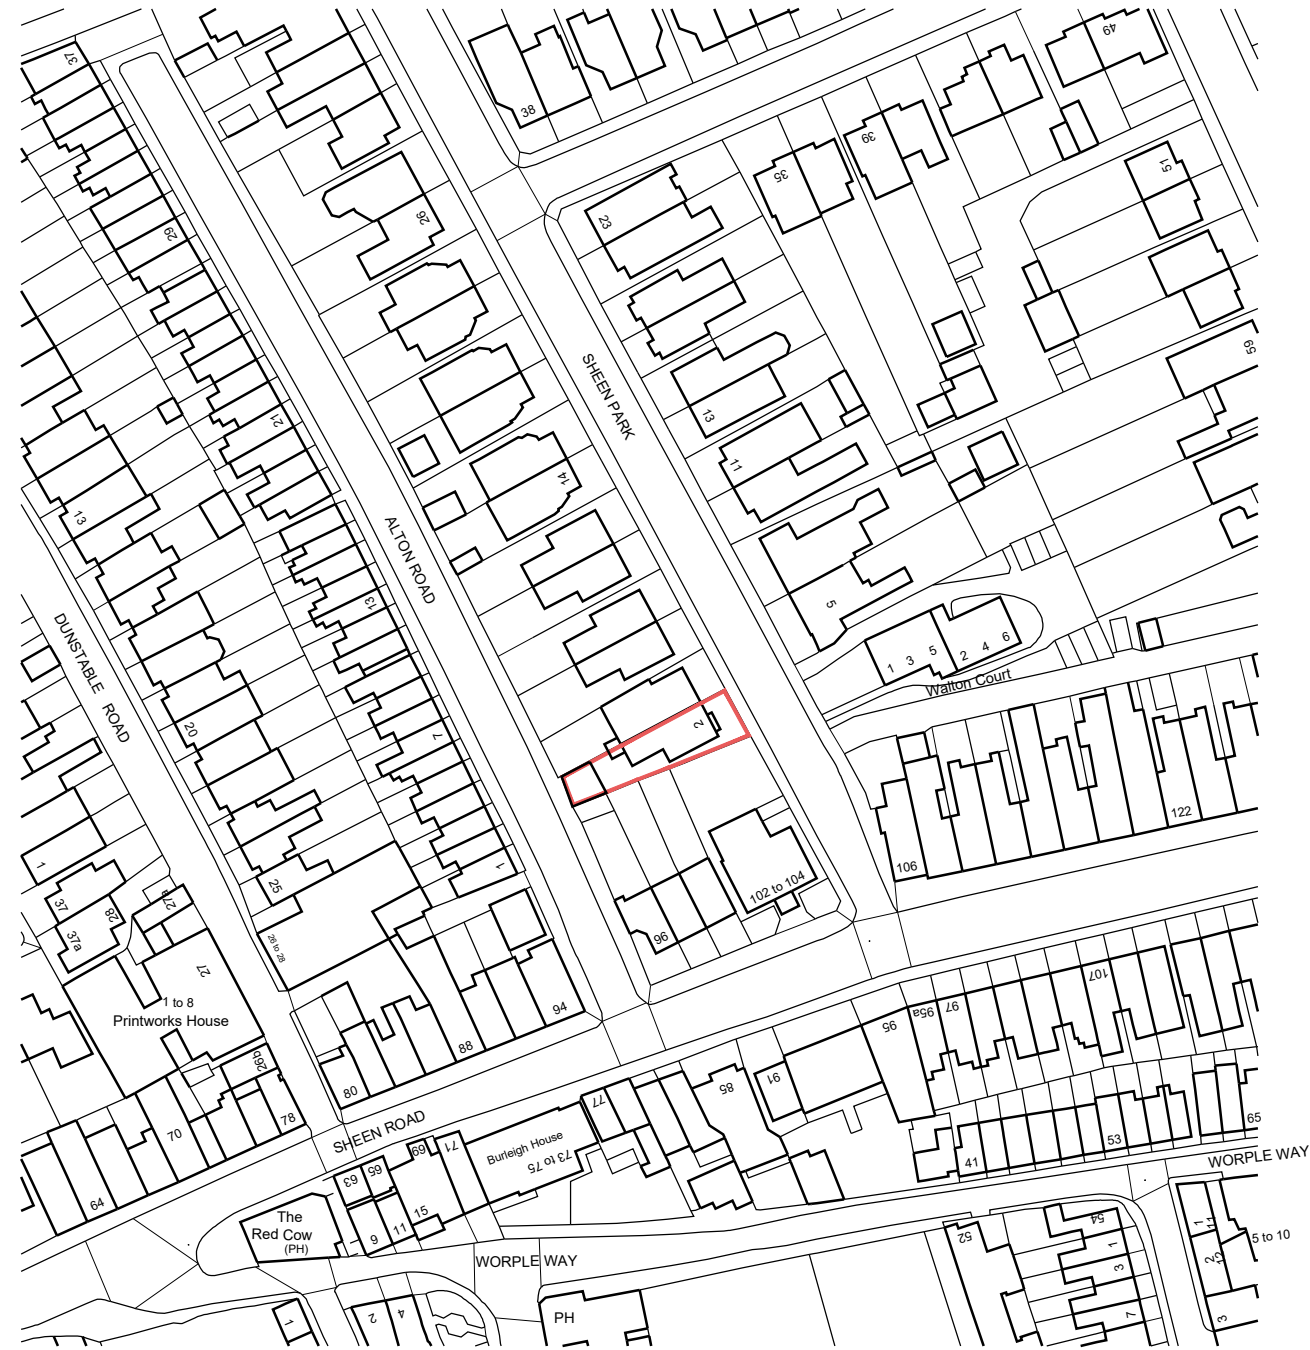 37
38
49
35
39
51
26
23
29
59
SHEEN PARK
13
21
11
14
13
ALTON ROAD
13
5
DUNSTABLE ROAD
1 3 5
2 4 6
Walton Court
20
7
2
122
1
106
25
1
37
28
27a
102 to 104
37a
96
26 to 28
27
1 to 8
Printworks House
94
88
107
97
95a
95
26b
80
91
85
77
78
SHEEN ROAD
70
71
69
Burleigh House
73 to 75
65
63
53
65
41
WORPLE WAY
64
The
Red Cow
(PH)
9
11
15
54
52
1
11
5 to 10
1
3
2
12
WORPLE WAY
7
3
PH
1
2
4